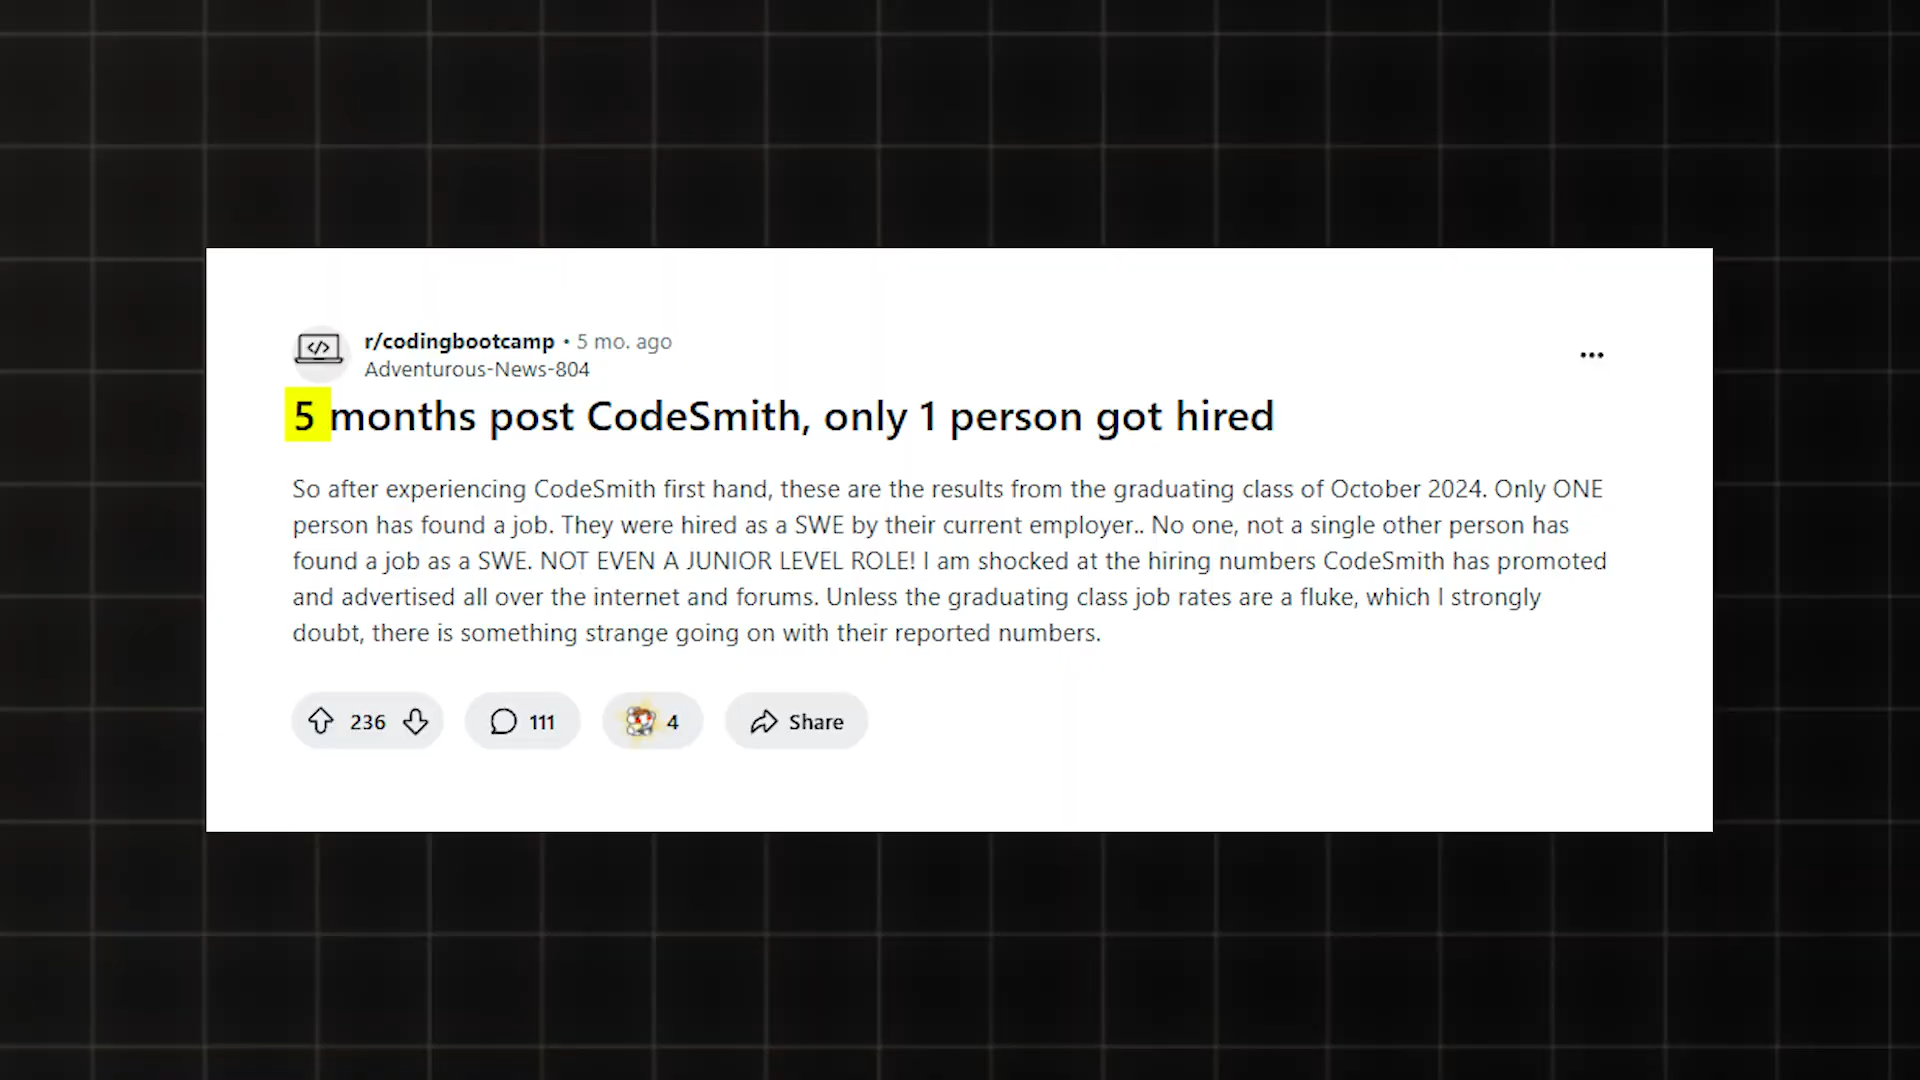 r/codingbootcamp • 5 mo. ago
Adventurous-News-804
5 months post CodeSmith, only 1 person got hired
So after experiencing CodeSmith first hand, these are the results from the graduating class of October 2024. Only ONE
person has found a job. They were hired as a SWE by their current employer.. No one, not a single other person has
found a job as a SWE. NOT EVEN A JUNIOR LEVEL ROLE! I am shocked at the hiring numbers CodeSmith has promoted
and advertised all over the internet and forums. Unless the graduating class job rates are a fluke, which I strongly
doubt, there is something strange going on with their reported numbers.
236 111 4 Share